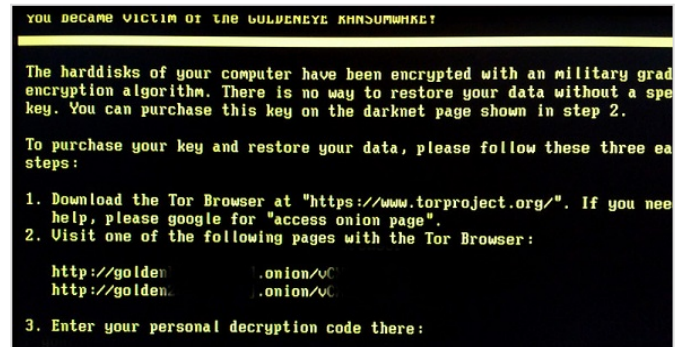 YOU BECAME VICTIM OF THE GOLDENEYE RANSOMWARE!
The harddisks of your computer have been encrypted with an military grad
encryption algorithm. There is no way to restore your data without a spe
key. You can purchase this key on the darknet page shown in step 2.
To purchase your key and restore your data, please follow these three ea
steps:
1. Download the Tor Browser at "https://www.torproject.org/". If you nee
help, please google for "access onion page".
2. Visit one of the following pages with the Tor Browser:
http://golden .onion/vC
http://golden2 .onion/vC
3. Enter your personal decryption code there: